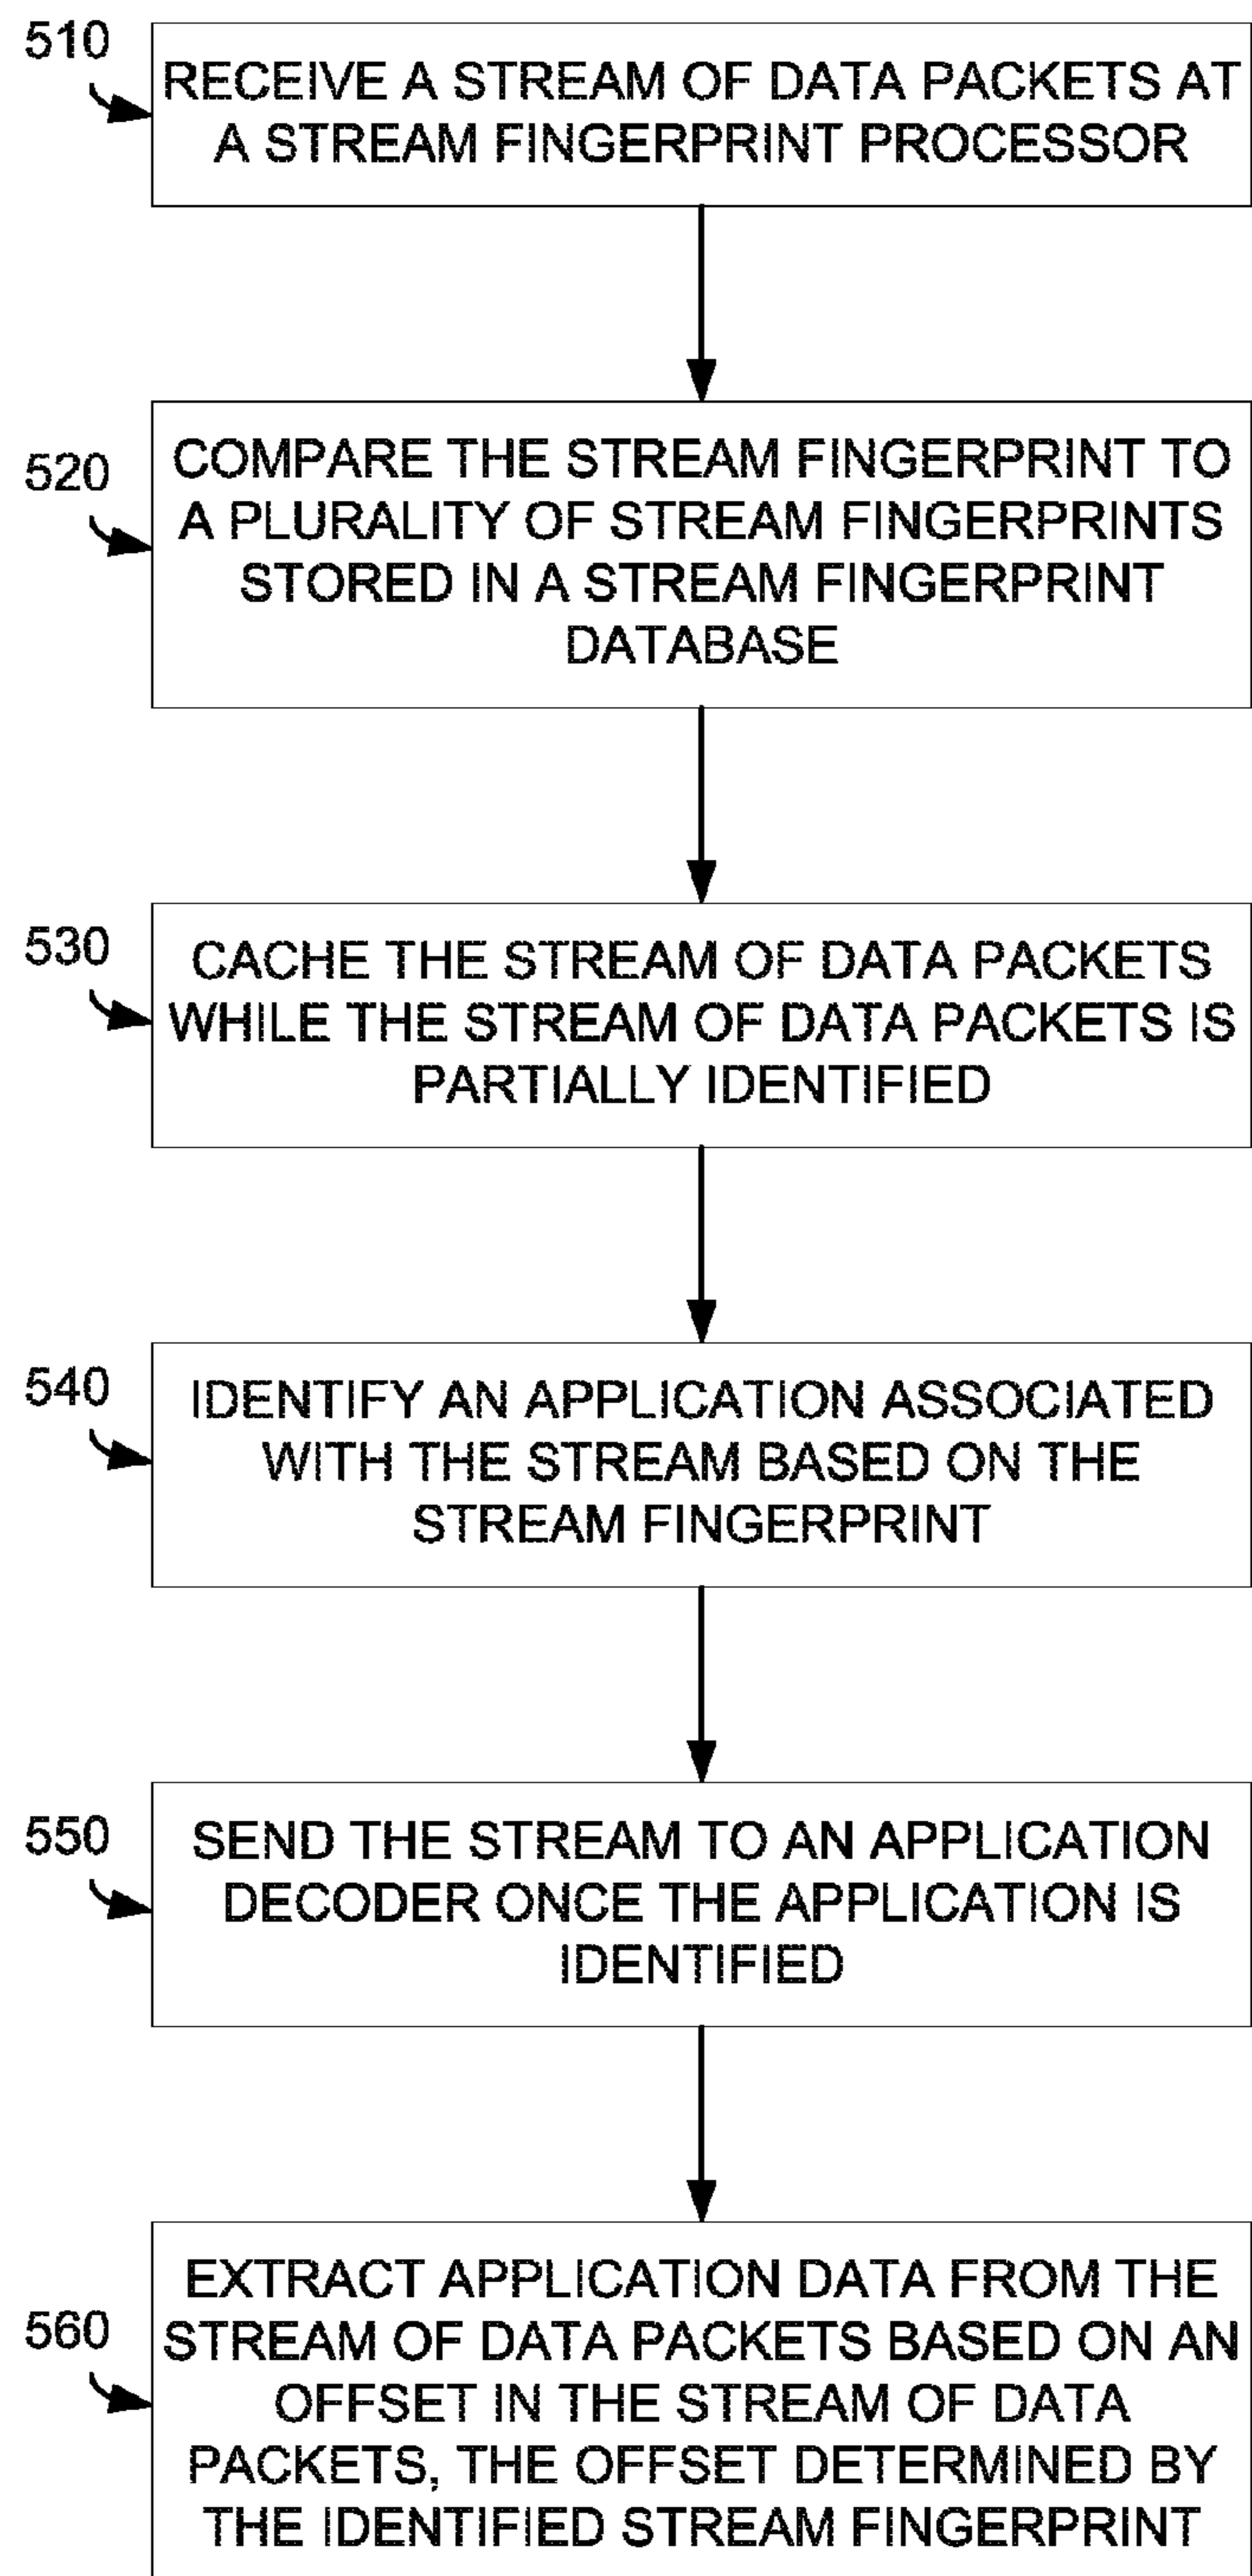 510
RECEIVE A STREAM OF DATA PACKETS AT
A STREAM FINGERPRINT PROCESSOR
520
COMPARE THE STREAM FINGERPRINT TO
A PLURALITY OF STREAM FINGERPRINTS
STORED IN A STREAM FINGERPRINT
DATABASE
530
CACHE THE STREAM OF DATA PACKETS
WHILE THE STREAM OF DATA PACKETS IS
PARTIALLY IDENTIFIED
540
IDENTIFY AN APPLICATION ASSOCIATED
WITH THE STREAM BASED ON THE
STREAM FINGERPRINT
550
SEND THE STREAM TO AN APPLICATION
DECODER ONCE THE APPLICATION IS
IDENTIFIED
560
EXTRACT APPLICATION DATA FROM THE
STREAM OF DATA PACKETS BASED ON AN
OFFSET IN THE STREAM OF DATA
PACKETS, THE OFFSET DETERMINED BY
THE IDENTIFIED STREAM FINGERPRINT